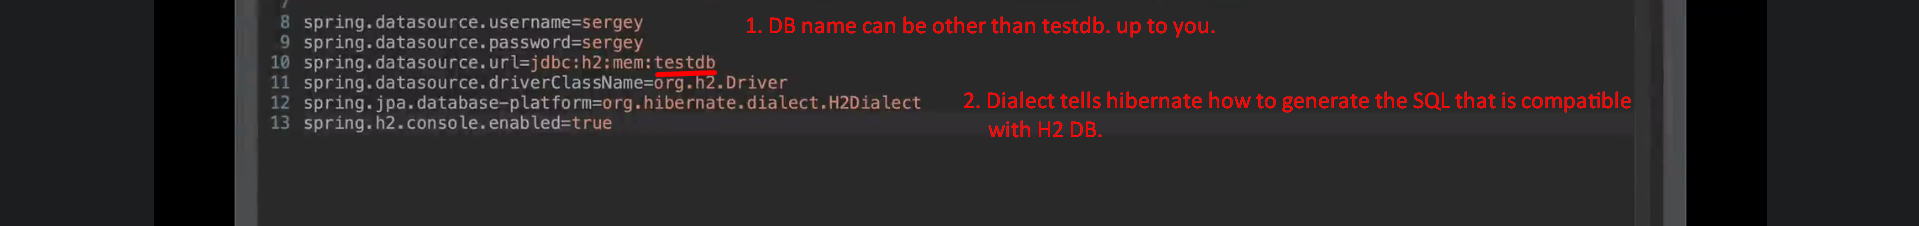 7
8 spring.datasource.username=sergey 1. DB name can be other than testdb. up to you.
9 spring.datasource.password=sergey
10 spring.datasource.url=jdbc:h2:mem:testdb
11 spring.datasource.driverClassName=org.h2.Driver
12 spring.jpa.database-platform=org.hibernate.dialect.H2Dialect 2. Dialect tells hibernate how to generate the SQL that is compatible
13 spring.h2.console.enabled=true with H2 DB.